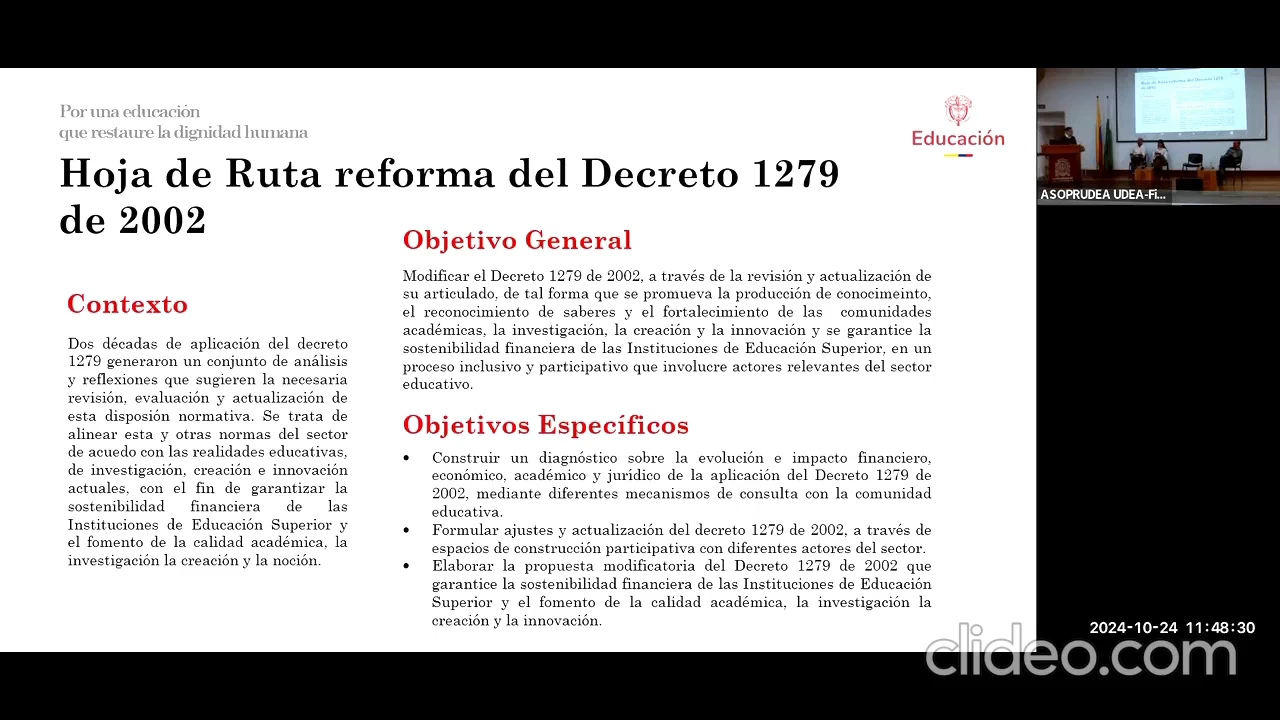 Por una educación
que restaure la dignidad humana
Hoja de Ruta reforma del Decreto 1279
de 2002
Educación
Contexto
Dos décadas de aplicación del decreto
1279 generaron un conjunto de análisis
y reflexiones que sugieren la necesaria
revisión, evaluación y actualización de
esta disposión normativa. Se trata de
alinear esta y otras normas del sector
de acuerdo con las realidades educativas,
de investigación, creación e innovación
actuales, con el fin de garantizar la
sostenibilidad financiera de las
Instituciones de Educación Superior y
el fomento de la calidad académica, la
investigación la creación y la noción.
Objetivo General
Modificar el Decreto 1279 de 2002, a través de la revisión y actualización de
su articulado, de tal forma que se promueva la producción de conocimeinto,
el reconocimiento de saberes y el fortalecimiento de las comunidades
académicas, la investigación, la creación y la innovación y se garantice la
sostenibilidad financiera de las Instituciones de Educación Superior, en un
proceso inclusivo y participativo que involucre actores relevantes del sector
educativo.
Objetivos Específicos
• Construir un diagnóstico sobre la evolución e impacto financiero,
económico, académico y jurídico de la aplicación del Decreto 1279 de
2002, mediante diferentes mecanismos de consulta con la comunidad
educativa.
• Formular ajustes y actualización del decreto 1279 de 2002, a través de
espacios de construcción participativa con diferentes actores del sector.
• Elaborar la propuesta modificatoria del Decreto 1279 de 2002 que
garantice la sostenibilidad financiera de las Instituciones de Educación
Superior y el fomento de la calidad académica, la investigación la
creación y la innovación.
Hoja de Ruta reforma del Decreto 1279
de 2002
ASOPRUDEA UDEA-Fi...
2024-10-24 11:48:30
clideo.com